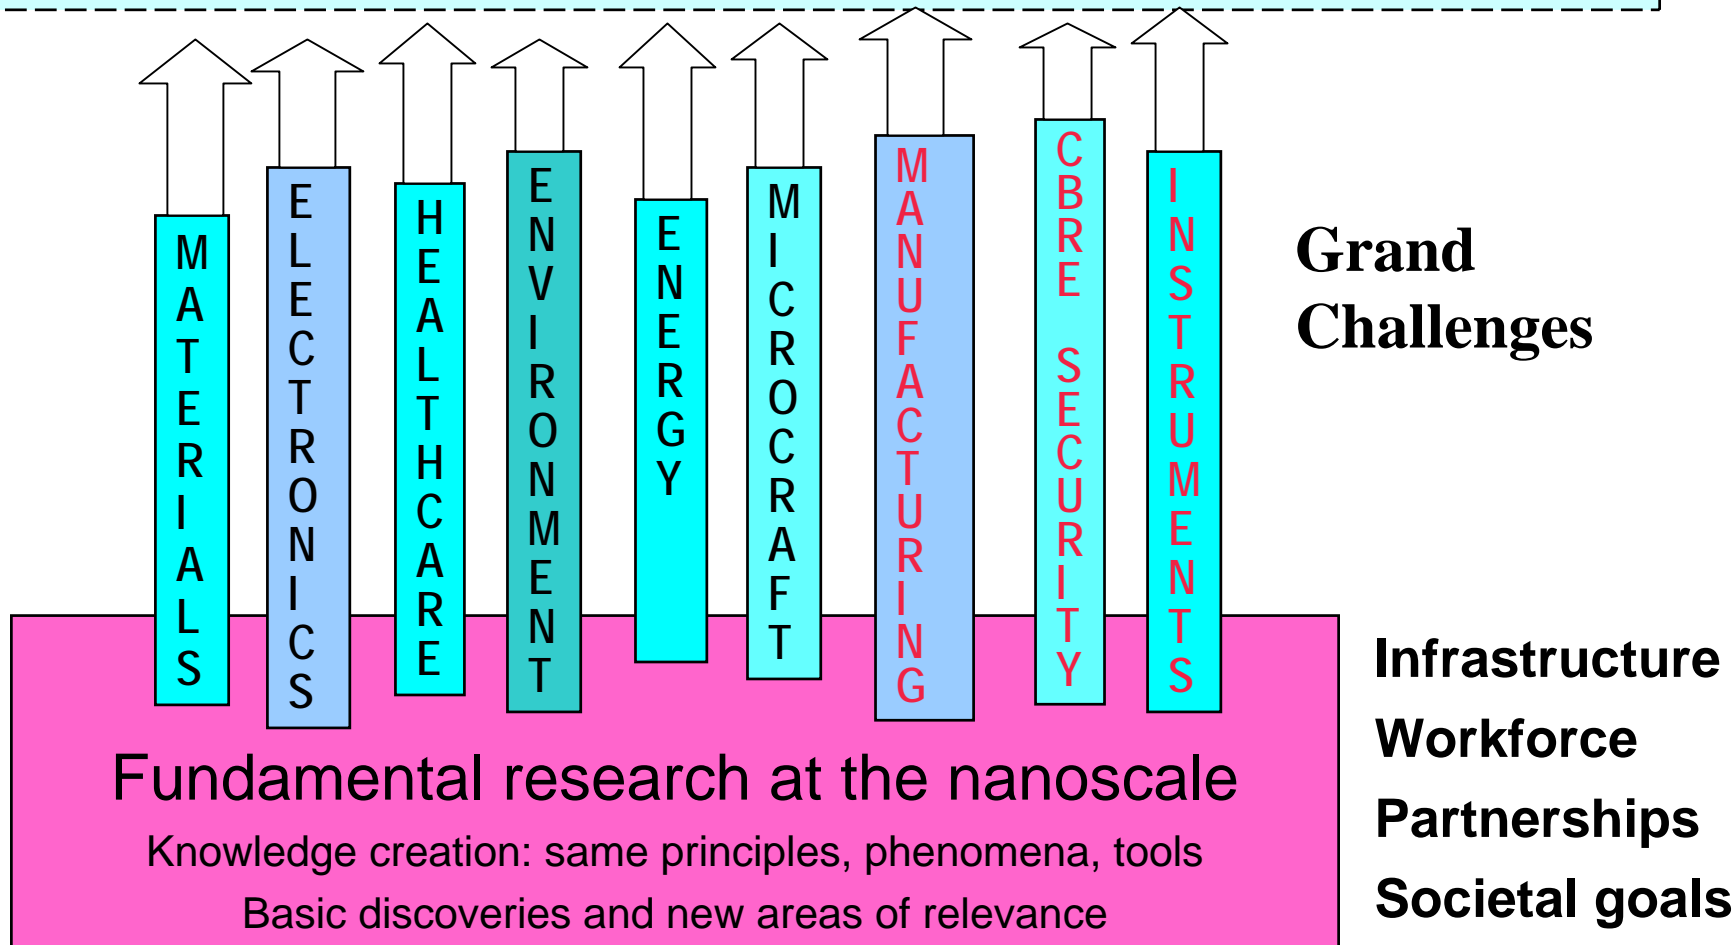 MATERIALS
ELECTRONICS
HEALTHCARE
ENVIRONMENT
ENERGY
MICROCRAFT
MANUFACTURING
CBRE SECURITY
INSTRUMENTS
Grand
Challenges
Fundamental research at the nanoscale
Knowledge creation: same principles, phenomena, tools
Basic discoveries and new areas of relevance
Infrastructure
Workforce
Partnerships
Societal goals